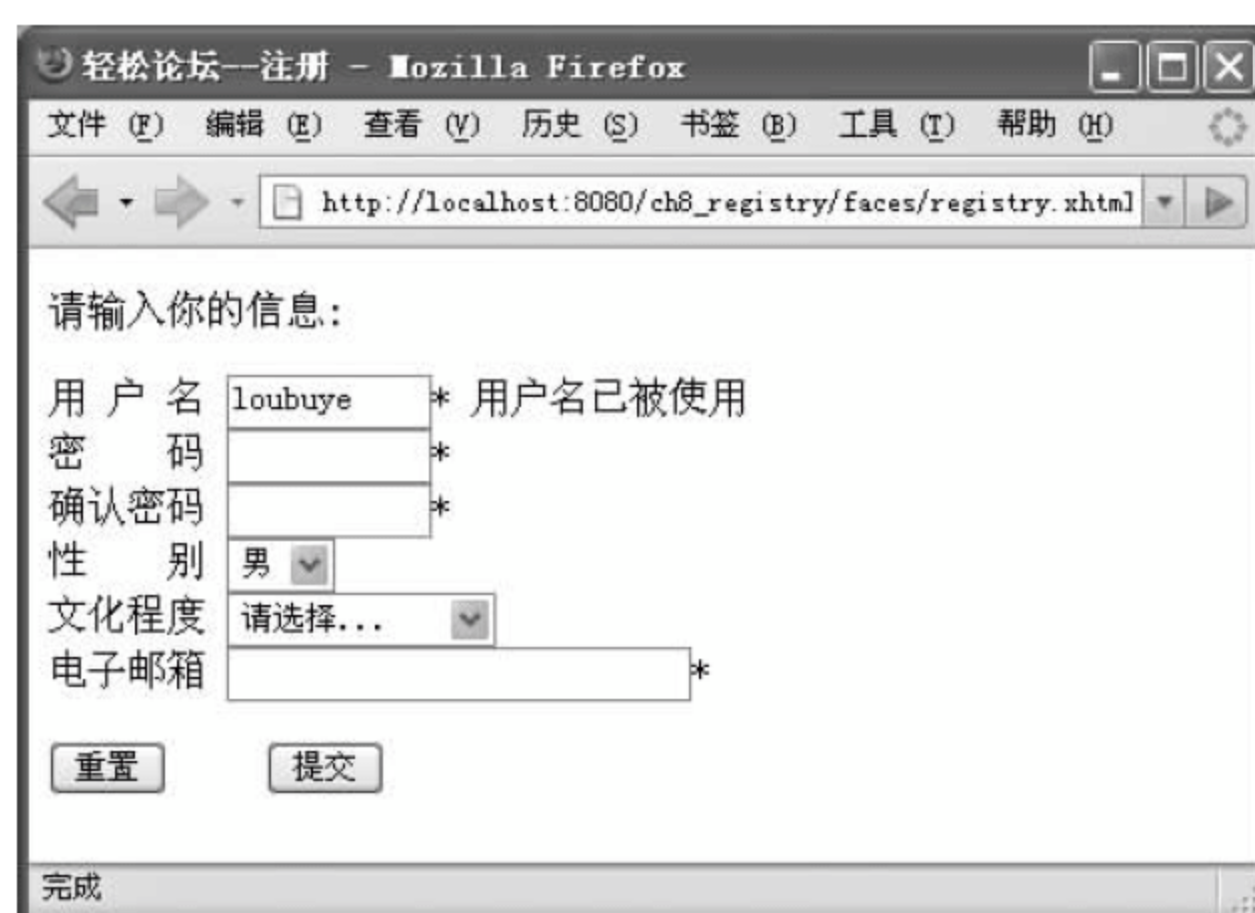 轻松论坛--注册 - Mozilla Firefox
文件 (F) 编辑 (E) 查看 (V) 历史 (S) 书签 (B) 工具 (T) 帮助 (H)
http://localhost:8080/ch8_registry/faces/registry.xhtml
请输入你的信息:
用 户 名 loubuye * 用户名已被使用
密 码 *
确认密码 *
性 别 男
文化程度 请选择...
电子邮箱 *
重置 提交
完成